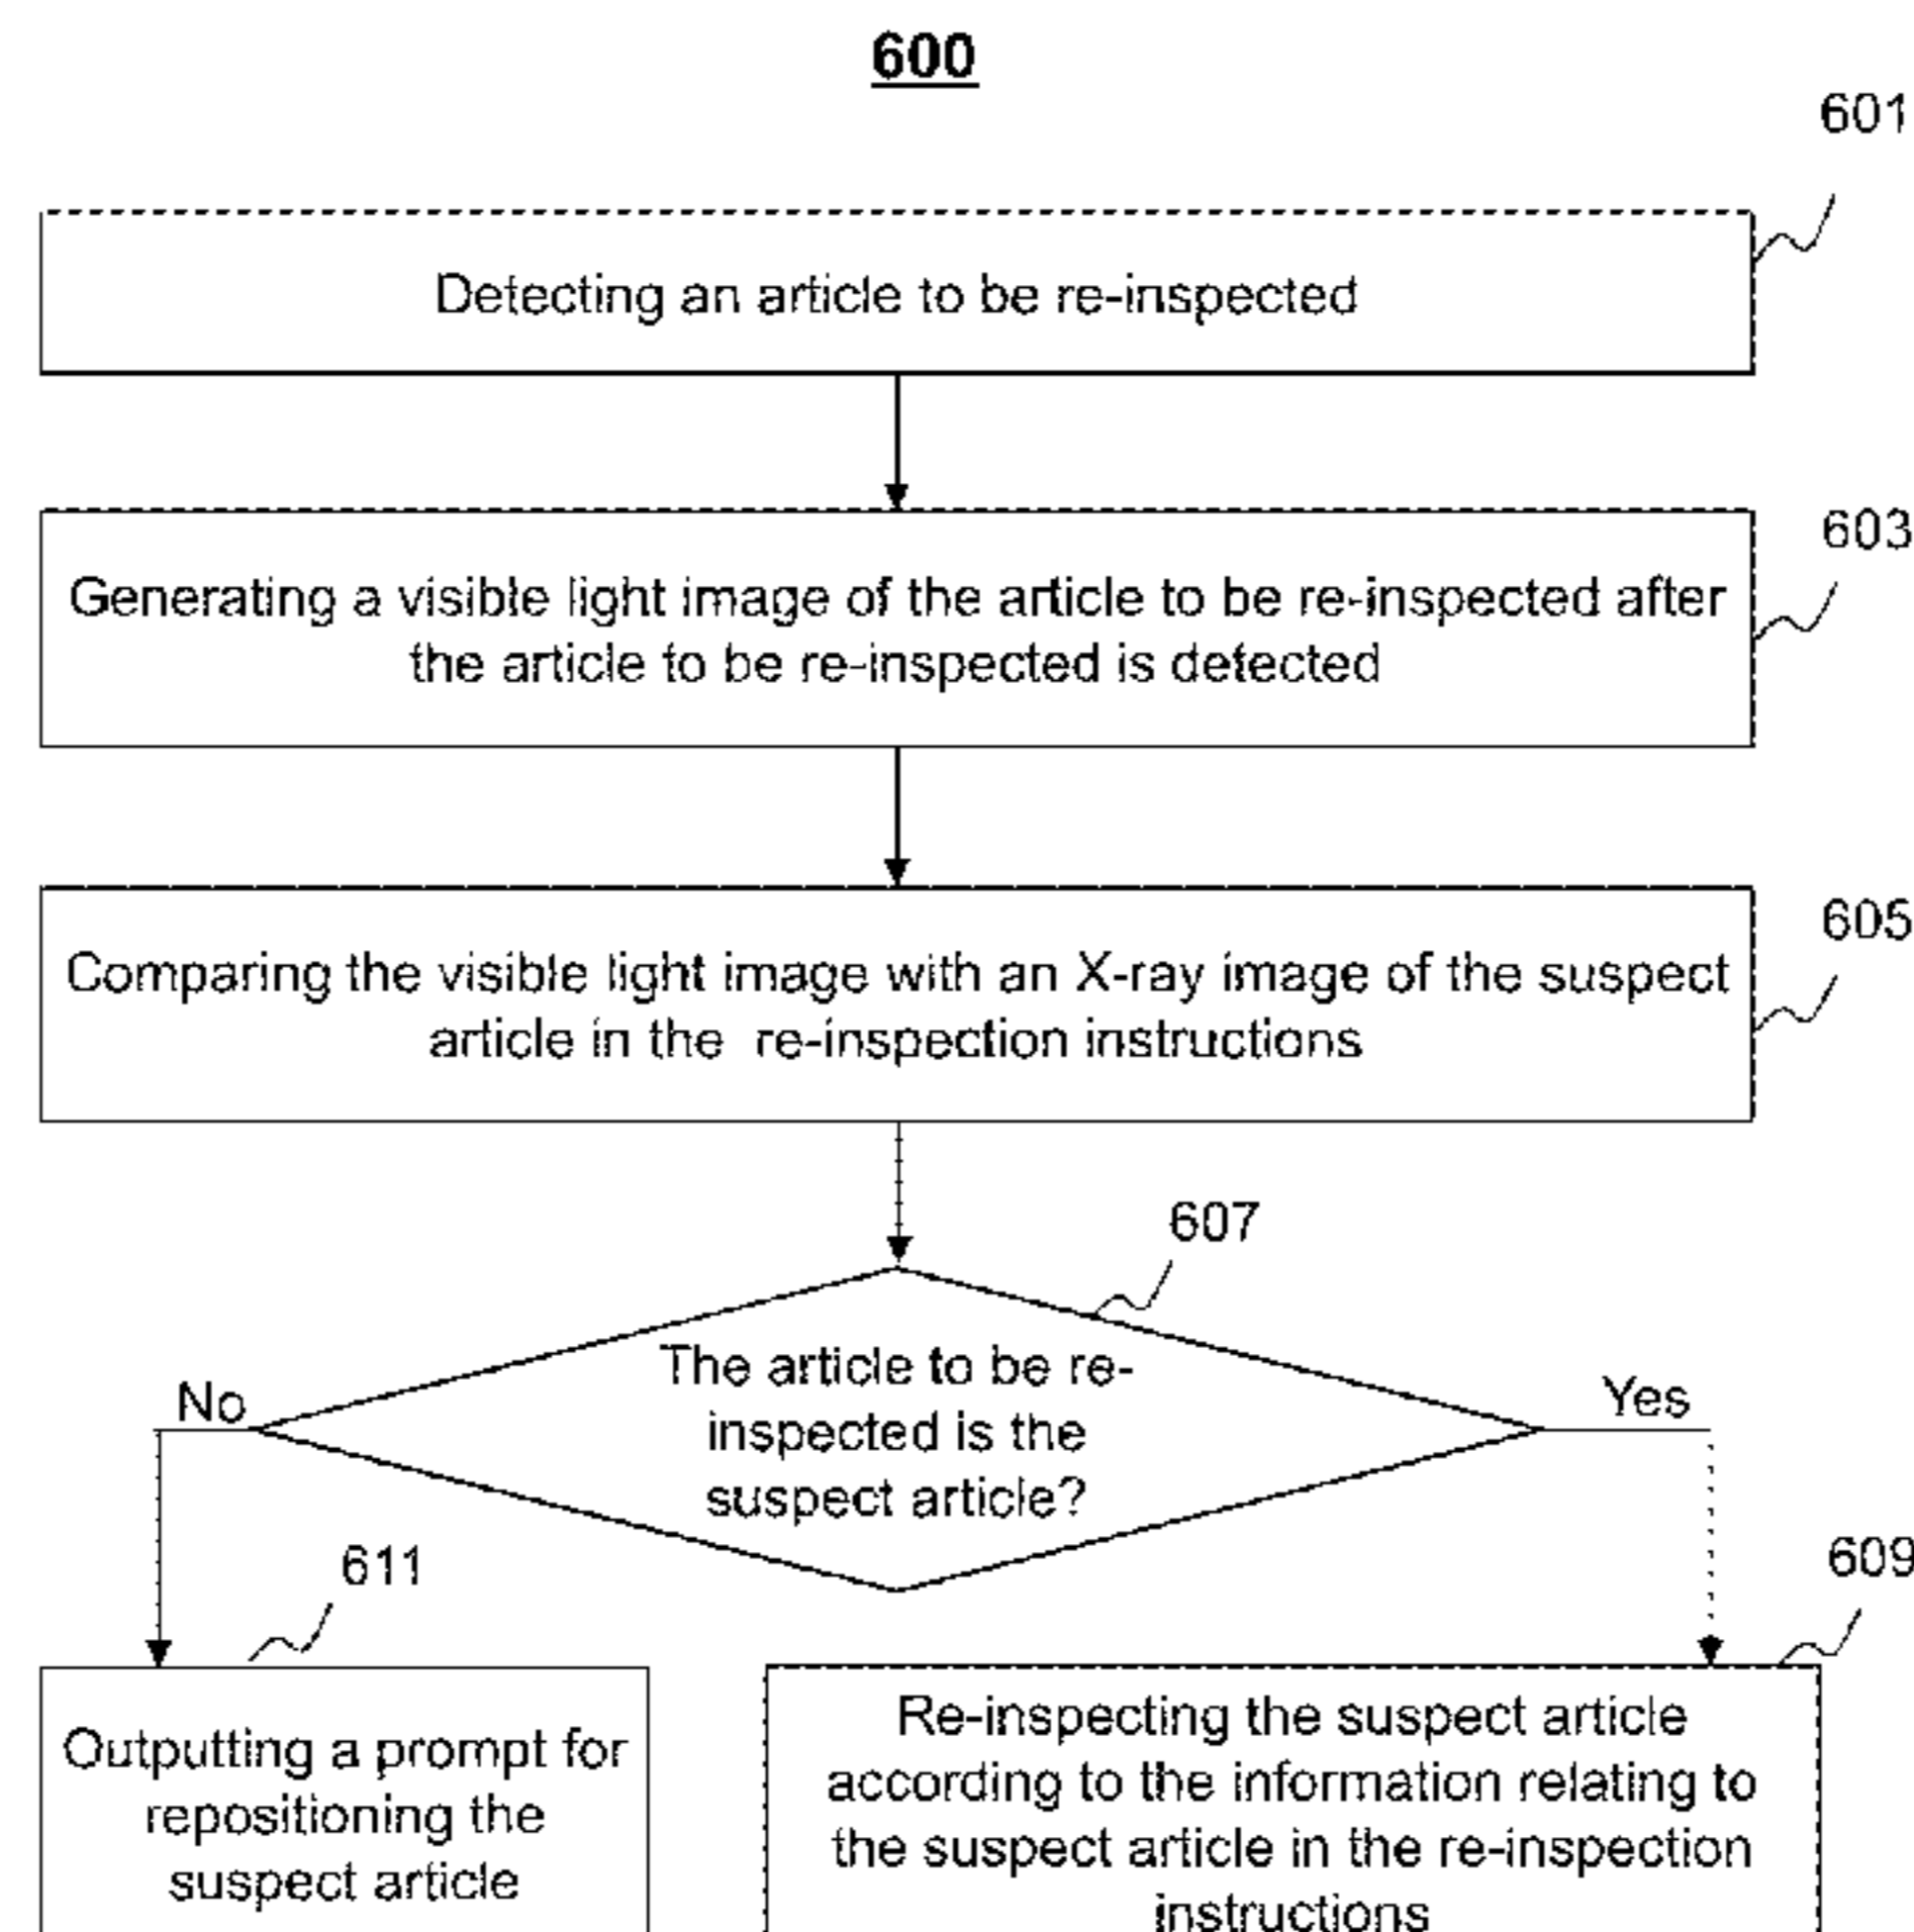 600
601
Detecting an article to be re-inspected
603
Generating a visible light image of the article to be re-inspected after
the article to be re-inspected is detected
605
Comparing the visible light image with an X-ray image of the suspect
article in the re-inspection instructions
607
The article to be re-
inspected is the
suspect article?
No
Yes
611
609
Outputting a prompt for
repositioning the
suspect article
Re-inspecting the suspect article
according to the information relating to
the suspect article in the re-inspection
instructions